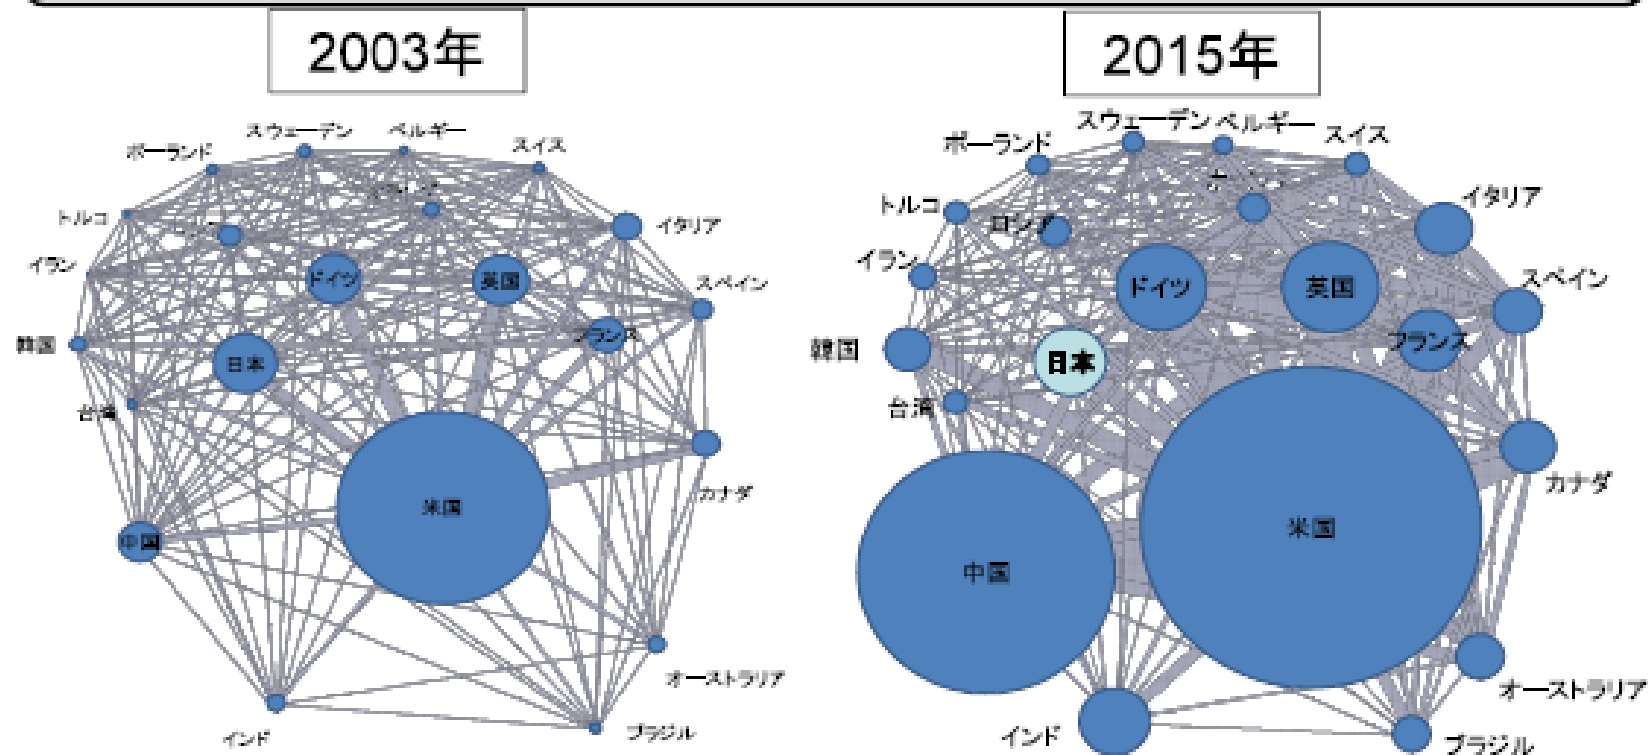 2003年
スウェーデン
ベルギー
ポーランド
スイス
トルコ
イタリア
イラン
ドイツ
英国
スペイン
韓国
日本
フランス
台湾
カナダ
米国
中国
オーストラリア
インド
ブラジル
2015年
スウェーデン
ベルギー
ポーランド
スイス
トルコ
ロシア
イタリア
イラン
ドイツ
英国
スペイン
韓国
日本
フランス
台湾
カナダ
米国
中国
オーストラリア
インド
ブラジル